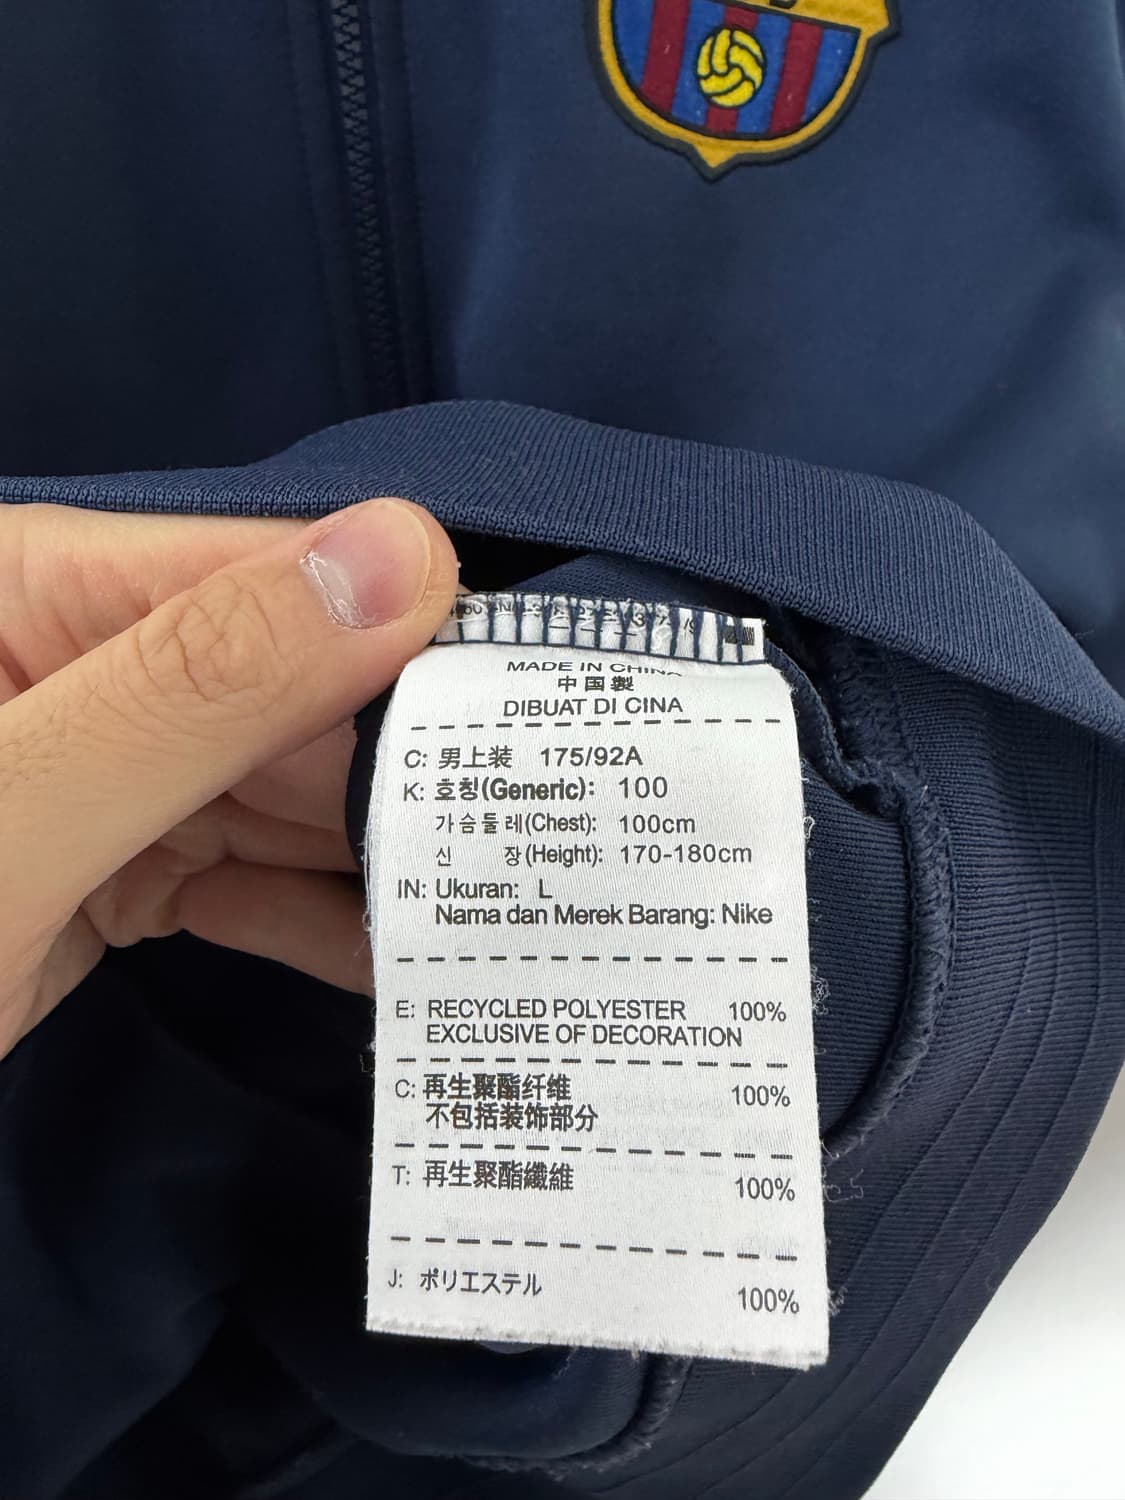 MADE IN CHINA
中国製
DIBUAT DI CINA
C: 男上装 175/92A
K: 호칭(Generic): 100
가슴둘레(Chest): 100cm
신 장(Height): 170-180cm
IN: Ukuran: L
Nama dan Merek Barang: Nike
E: RECYCLED POLYESTER 100%
EXCLUSIVE OF DECORATION
C: 再生聚酯纤维 100%
不包括装饰部分
T: 再生聚酯纖維 100%
J: ポリエステル 100%